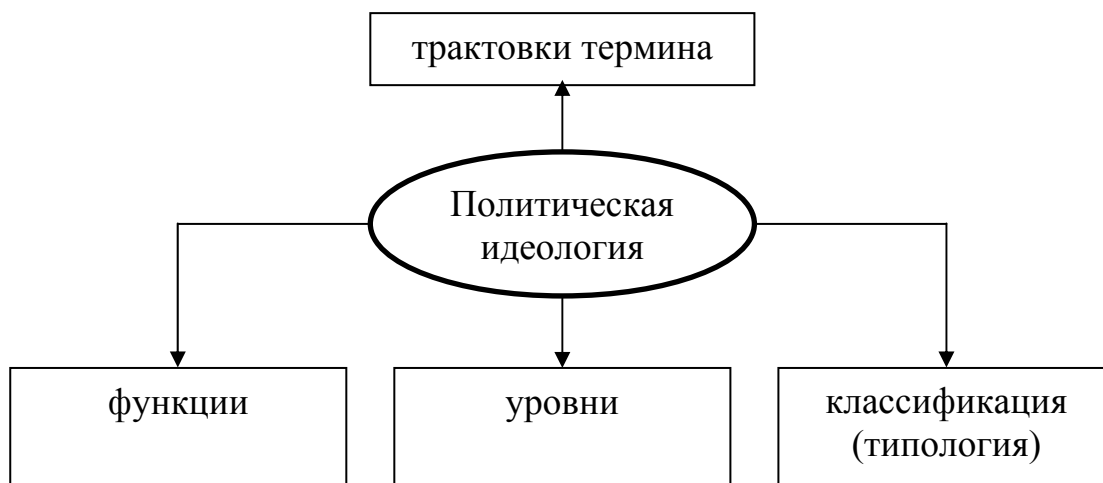 трактовки термина
Политическая
идеология
функции
уровни
классификация
(типология)